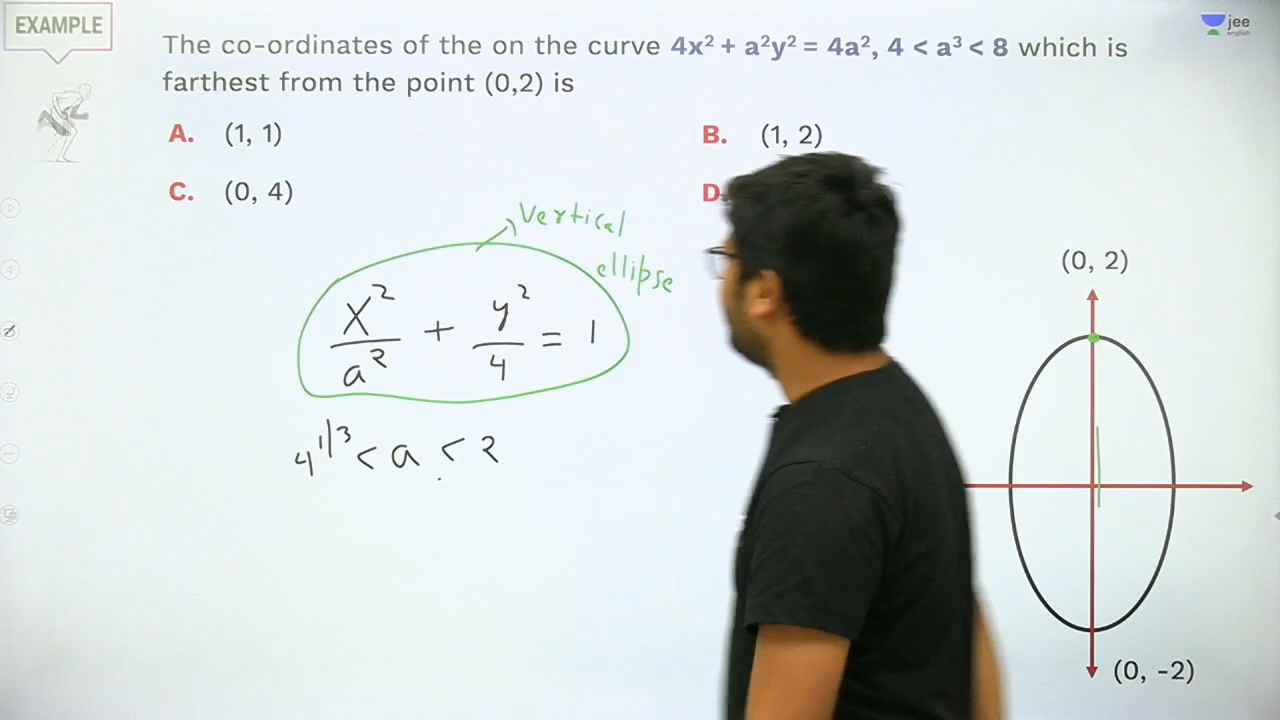 EXAMPLE
jee
english
The co-ordinates of the on the curve 4x² + a²y² = 4a², 4 < a³ < 8 which is
farthest from the point (0,2) is
A. (1, 1)
B. (1, 2)
C. (0, 4)
D.
vertical
ellipse
x²/a² + y²/4 = 1
4^1/3 < a < 2
(0, 2)
(0, -2)